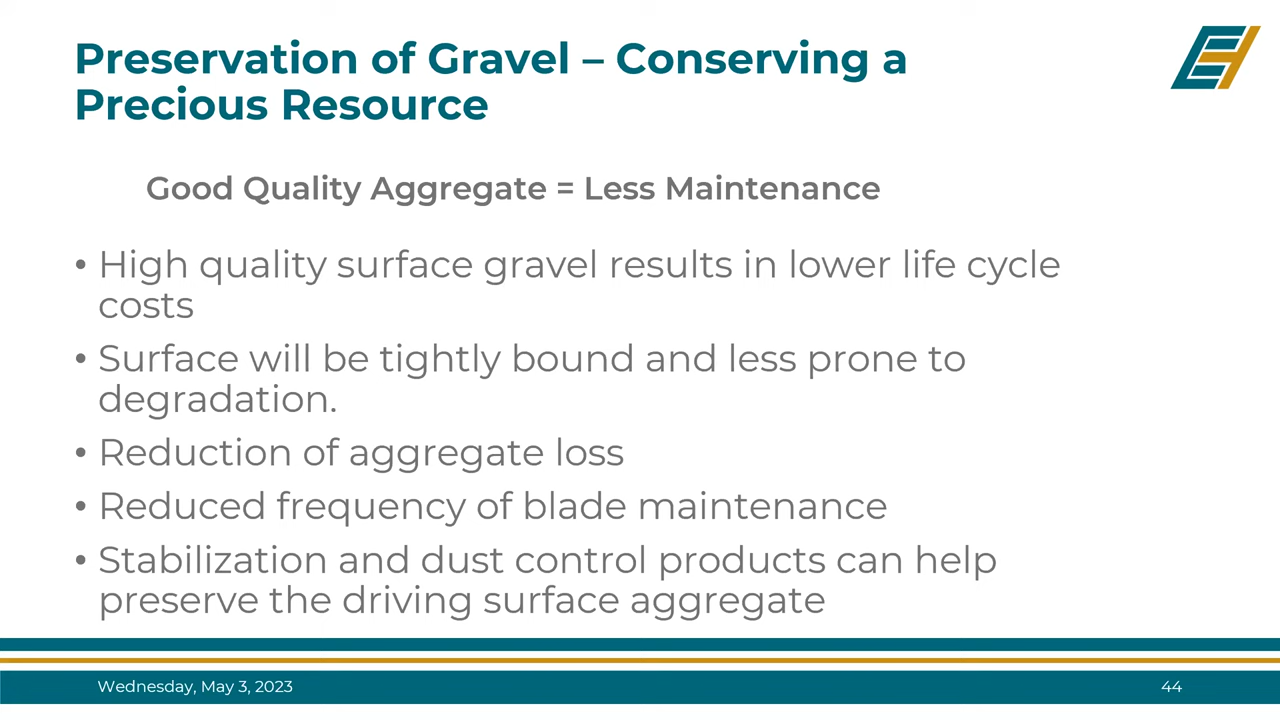 Preservation of Gravel – Conserving a
Precious Resource
Good Quality Aggregate = Less Maintenance
• High quality surface gravel results in lower life cycle
costs
• Surface will be tightly bound and less prone to
degradation.
• Reduction of aggregate loss
• Reduced frequency of blade maintenance
• Stabilization and dust control products can help
preserve the driving surface aggregate
Wednesday, May 3, 2023
44